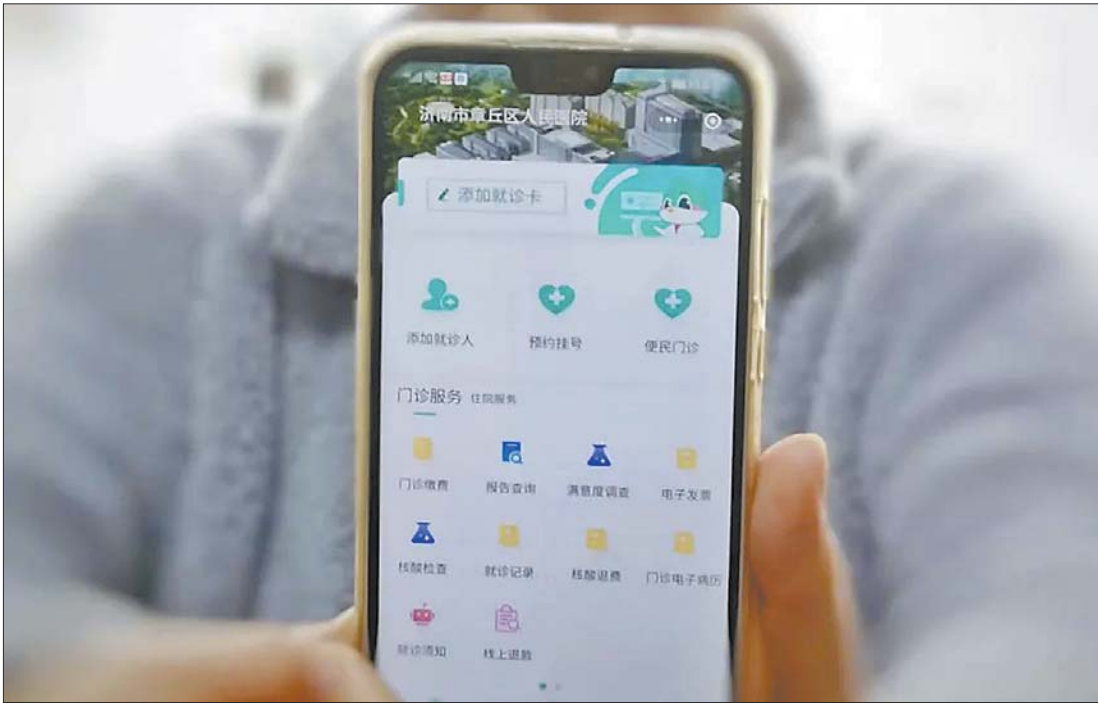 济南市章丘区人民医院
添加就诊卡
添加就诊人 预约挂号 便民门诊
门诊服务 住院服务
门诊缴费 报告查询 满意度调查 电子发票
核酸检查 就诊记录 核酸退费 门诊电子病历
就诊须知 线上退款